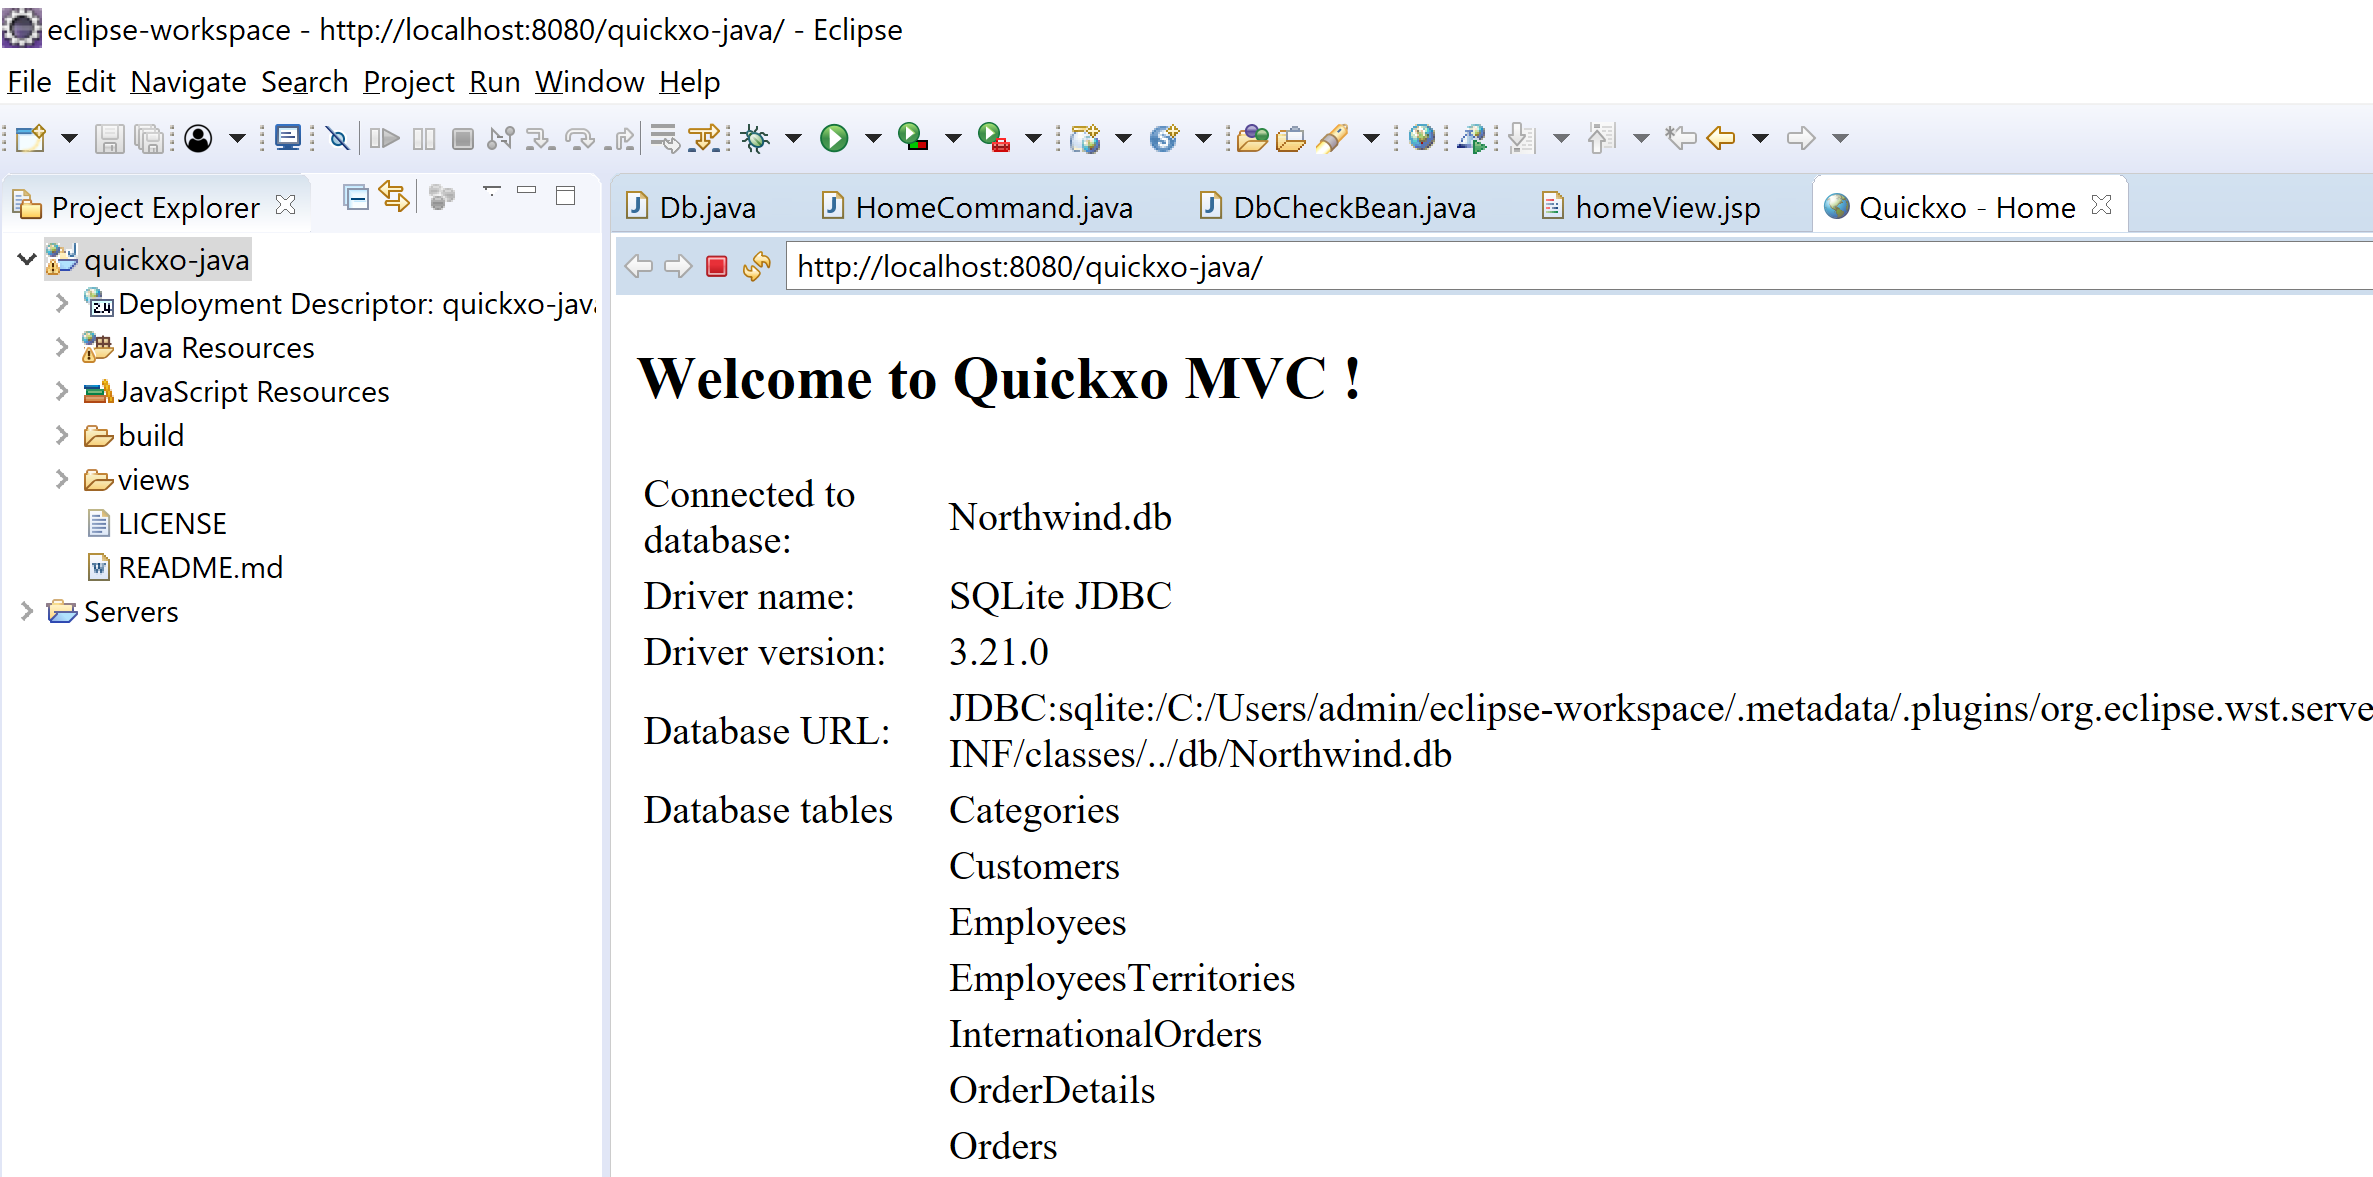 eclipse-workspace - http://localhost:8080/quickxo-java/ - Eclipse
File Edit Navigate Search Project Run Window Help
Project Explorer
Db.java HomeCommand.java DbCheckBean.java homeView.jsp Quickxo - Home
http://localhost:8080/quickxo-java/
quickxo-java
2.4 Deployment Descriptor: quickxo-java
Java Resources
JavaScript Resources
build
views
LICENSE
README.md
Servers
Welcome to Quickxo MVC !
Connected to
database:
Northwind.db
Driver name: SQLite JDBC
Driver version: 3.21.0
Database URL:
JDBC:sqlite:/C:/Users/admin/eclipse-workspace/.metadata/.plugins/org.eclipse.wst.serve
INF/classes/../db/Northwind.db
Database tables Categories
Customers
Employees
EmployeesTerritories
InternationalOrders
OrderDetails
Orders